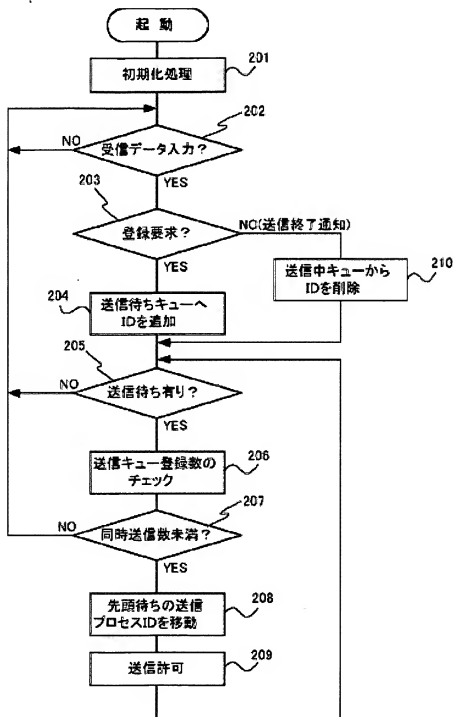 起 動
初期化処理
201
202
NO
受信データ入力？
203
YES
登録要求？
NO(送信終了通知)
YES
送信中キューから
IDを削除
210
204
送信待ちキューへ
IDを追加
205
NO
送信待ち有り？
YES
送信キュー登録数の
チェック
206
207
NO
同時送信数未満？
YES
先頭待ちの送信
プロセスIDを移動
208
送信許可
209